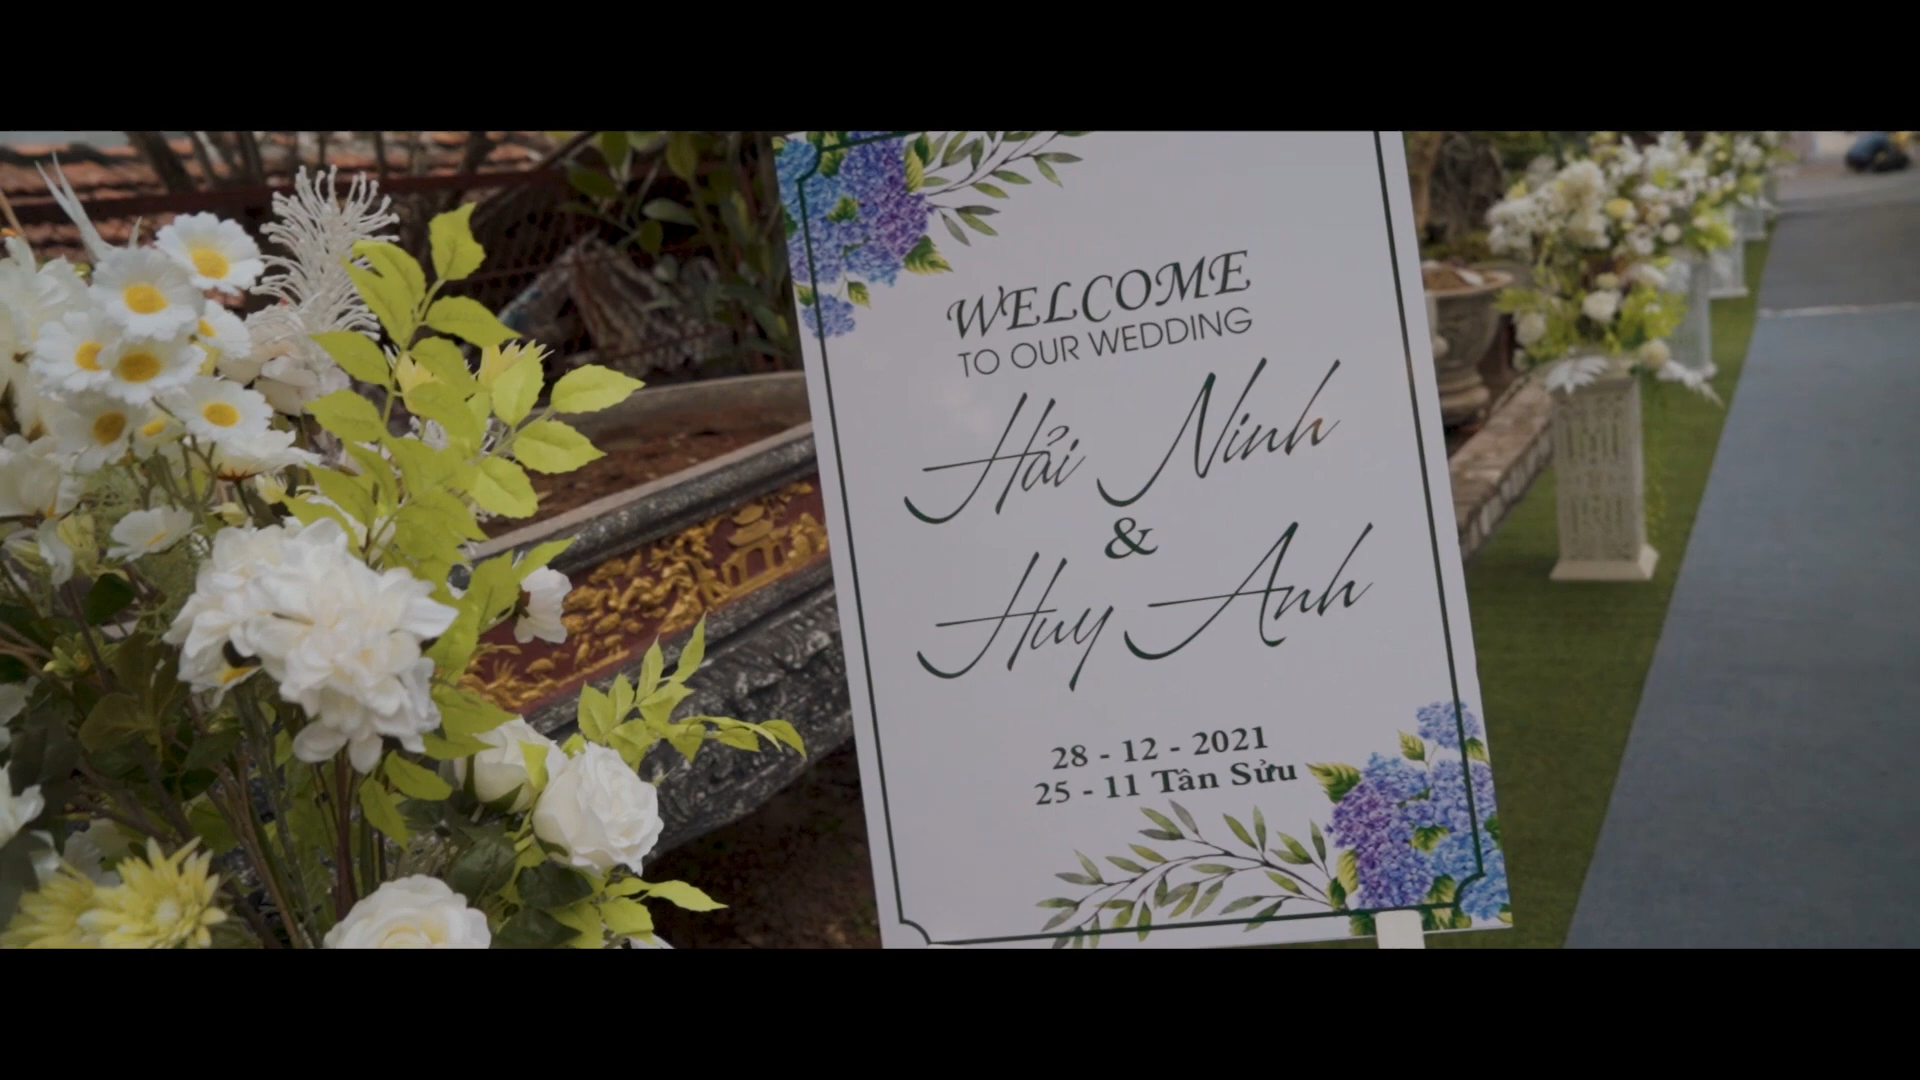 WELCOME
TO OUR WEDDING
Hải Ninh
&
Huy Anh
28 - 12 - 2021
25 - 11 Tân Sửu